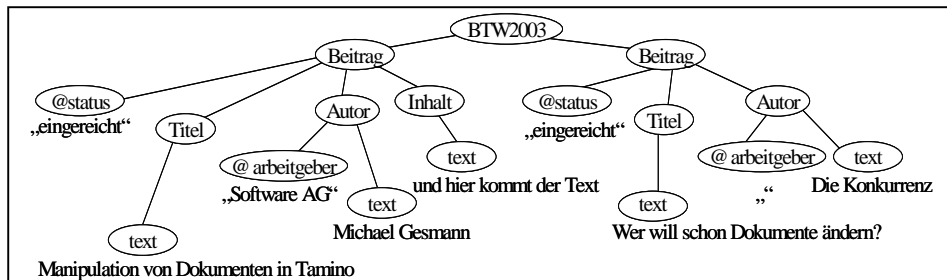 BTW2003
Beitrag
Beitrag
@status
„eingereicht“
Titel
Autor
Inhalt
@ arbeitgeber
„Software AG“
text
und hier kommt der Text
text
Michael Gesmann
text
Manipulation von Dokumenten in Tamino
@status
„eingereicht“
Titel
Autor
@ arbeitgeber
„
text
Die Konkurrenz
text
Wer will schon Dokumente ändern?